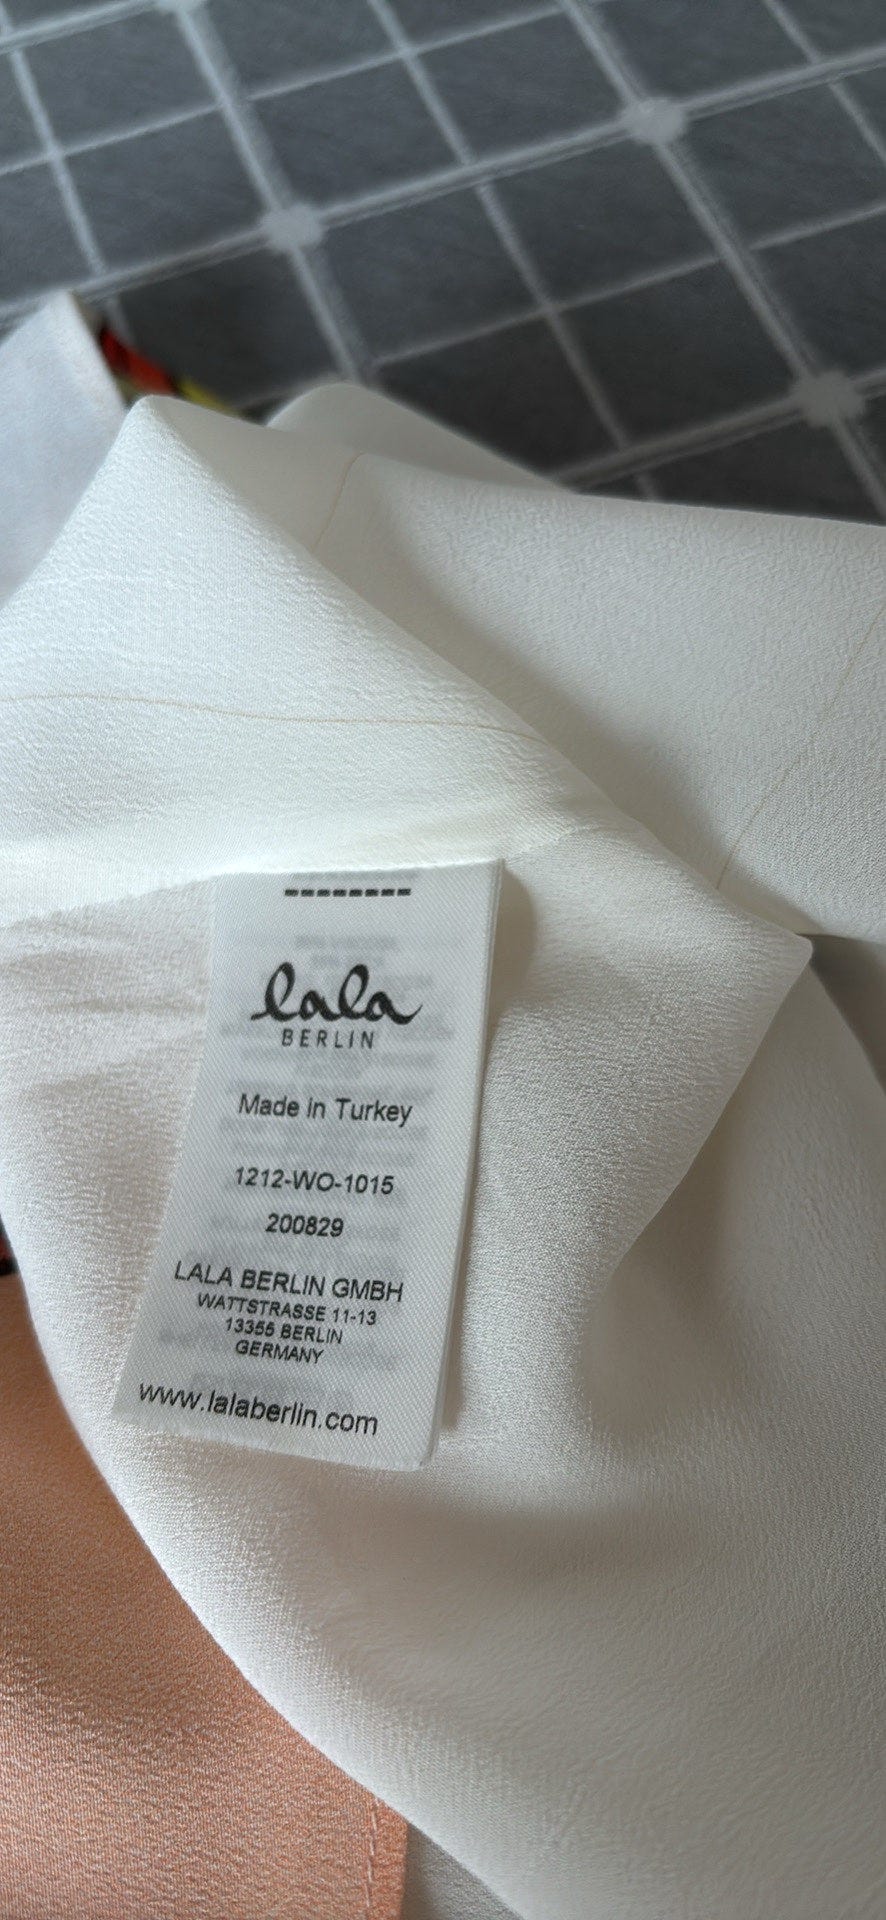 lala
BERLIN
Made in Turkey
1212-WO-1015
200829
LALA BERLIN GMBH
WATTSTRASSE 11-13
13355 BERLIN
GERMANY
www.lalaberlin.com